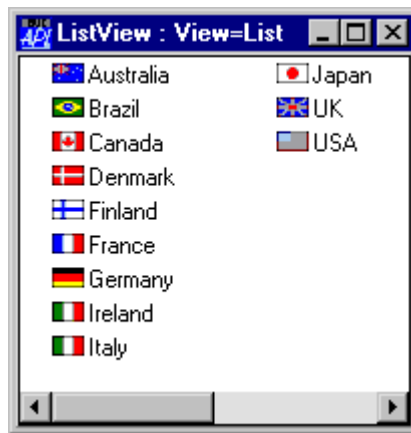 ListView : View=List
Australia
Brazil
Canada
Denmark
Finland
France
Germany
Ireland
Italy
Japan
UK
USA